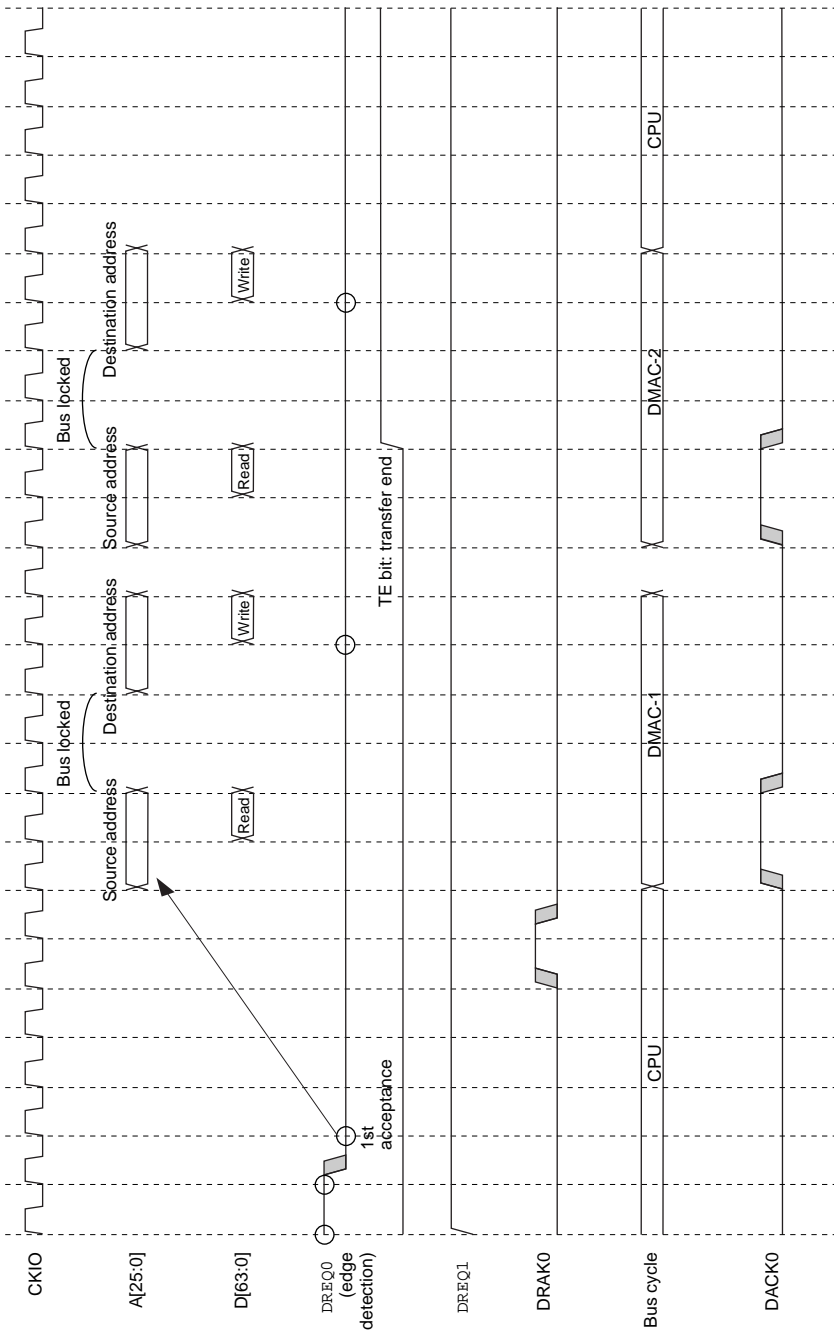 CKIO
Bus locked
Bus locked
A[25:0]
Source address
Destination address
Source address
Destination address
D[63:0]
Read
Write
Read
Write
DREQ0
(edge
detection)
1st
acceptance
TE bit: transfer end
DREQ1
DRAK0
Bus cycle
CPU
DMAC-1
DMAC-2
CPU
DACK0